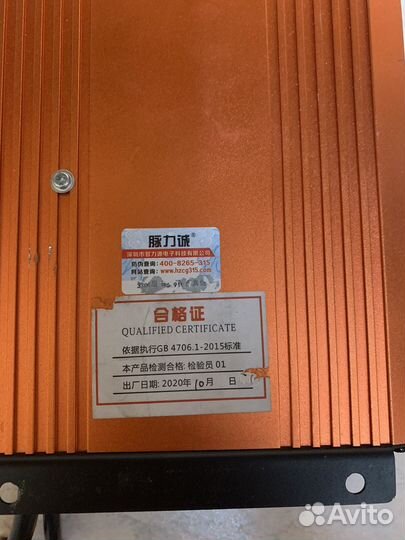 脉力诚®
深圳市智力源电子科技有限公司
防伪查询:400-8265-315
网站查询:www.hzcg315.com
合格证
QUALIFIED CERTIFICATE
依据执行GB 4706.1-2015标准
本产品检测合格: 检验员 01
出厂日期: 2020年 10月 日
Avito